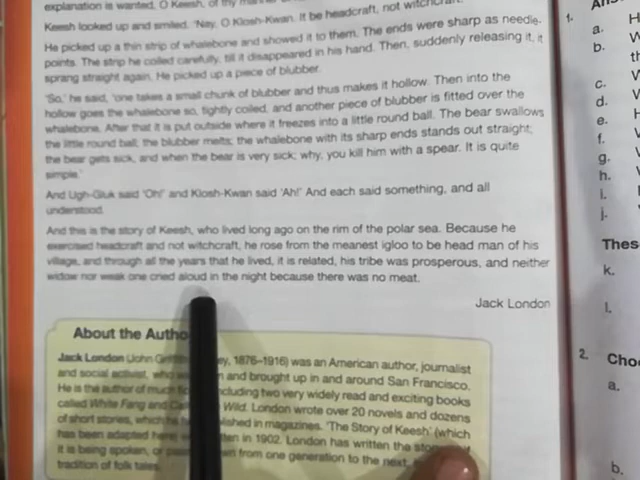 explanation is wanted, O Keesh, of thy
Keesh looked up and smiled. 'Nay, O Klosh-Kwan. It be headcraft, not witchcraft.
He picked up a thin strip of whalebone and showed it to them. The ends were sharp as needle-
points. The strip he coiled carefully, till it disappeared in his hand. Then, suddenly releasing it, it
sprang straight again. He picked up a piece of blubber.
'So,' he said, 'one takes a small chunk of blubber and thus makes it hollow. Then into the
hollow goes the whalebone so, tightly coiled, and another piece of blubber is fitted over the
whalebone. After that it is put outside where it freezes into a little round ball. The bear swallows
the little round ball; the blubber melts; the whalebone with its sharp ends stands out straight;
the bear gets sick, and when the bear is very sick; why, you kill him with a spear. It is quite
simple.'
And Ugh-Gluk said 'Oh!' and Klosh-Kwan said 'Ah!' And each said something, and all
understood.
And this is the story of Keesh, who lived long ago on the rim of the polar sea. Because he
exercised headcraft and not witchcraft, he rose from the meanest igloo to be head man of his
village, and through all the years that he lived, it is related, his tribe was prosperous, and neither
widow nor weak one cried aloud in the night because there was no meat.
Jack London
About the Autho
Jack London (John ey, 1876–1916) was an American author, journalist
and social activist, who and brought up in and around San Francisco.
He is the author of much including two very widely read and exciting books
called White Fang and Wild. London wrote over 20 novels and dozens
of short stories, which he lished in magazines. 'The Story of Keesh' (which
has been adapted here) ten in 1902. London has written the
it is being spoken, or wn from one generation to the next,
tradition of folk tales.
1.
a.
b.
c.
d.
e.
f.
g.
h.
i.
j.
Thes
k.
l.
2. Cho
a.
b.